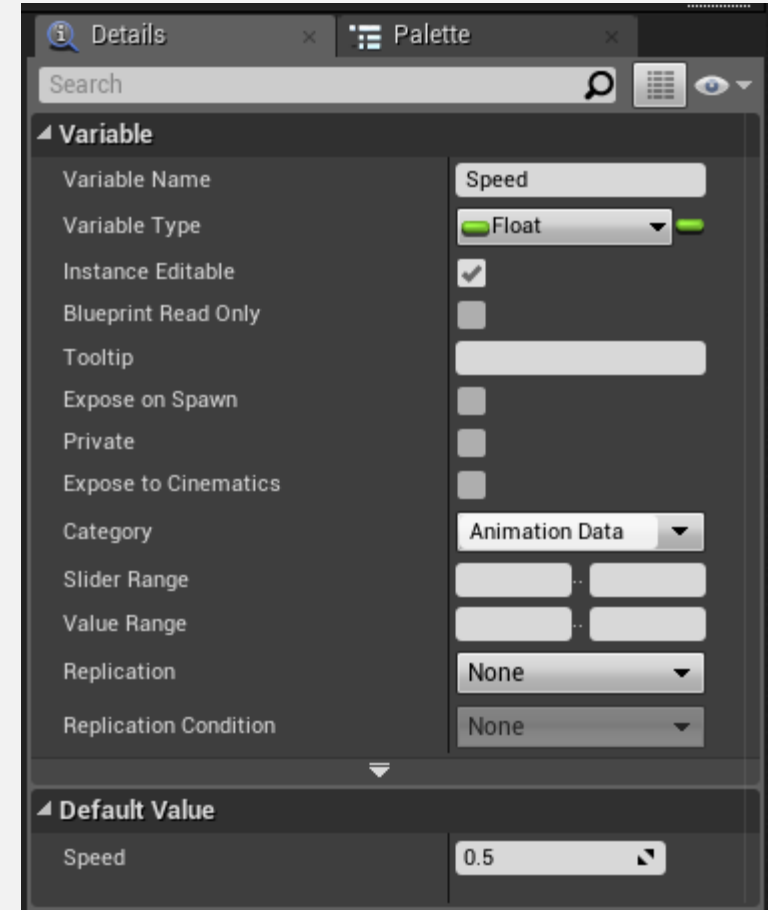 Details Palette
Search
Variable
Variable Name Speed
Variable Type Float
Instance Editable
Blueprint Read Only
Tooltip
Expose on Spawn
Private
Expose to Cinematics
Category Animation Data
Slider Range ..
Value Range ..
Replication None
Replication Condition None
Default Value
Speed 0.5